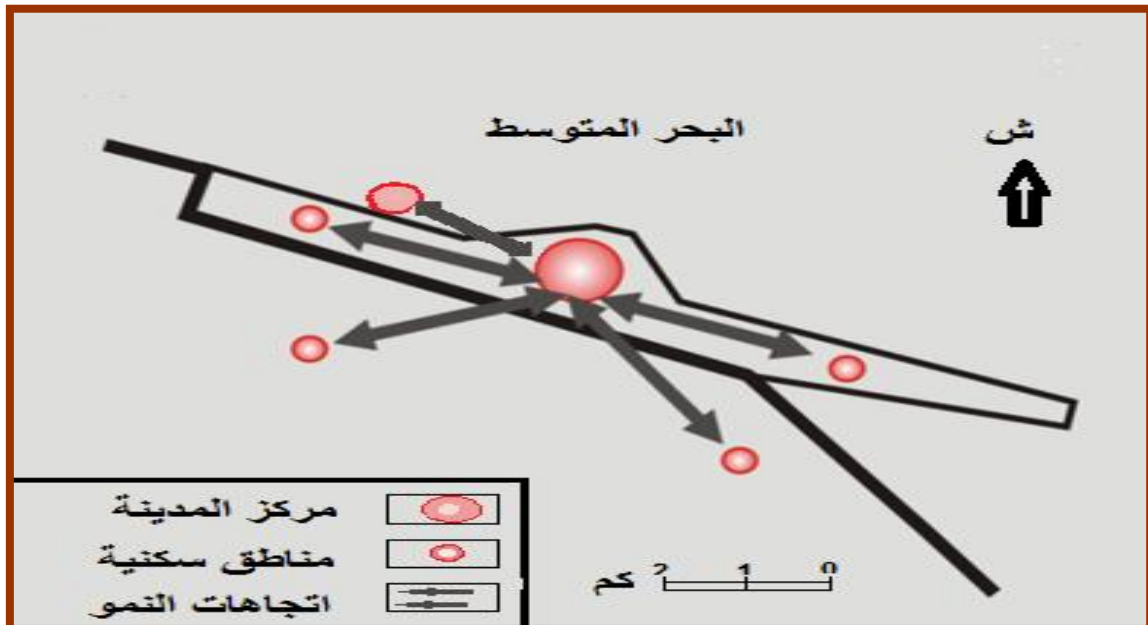 البحر المتوسط
ش
مركز المدينة
مناطق سكنية
اتجاهات النمو
كم 2 1 0